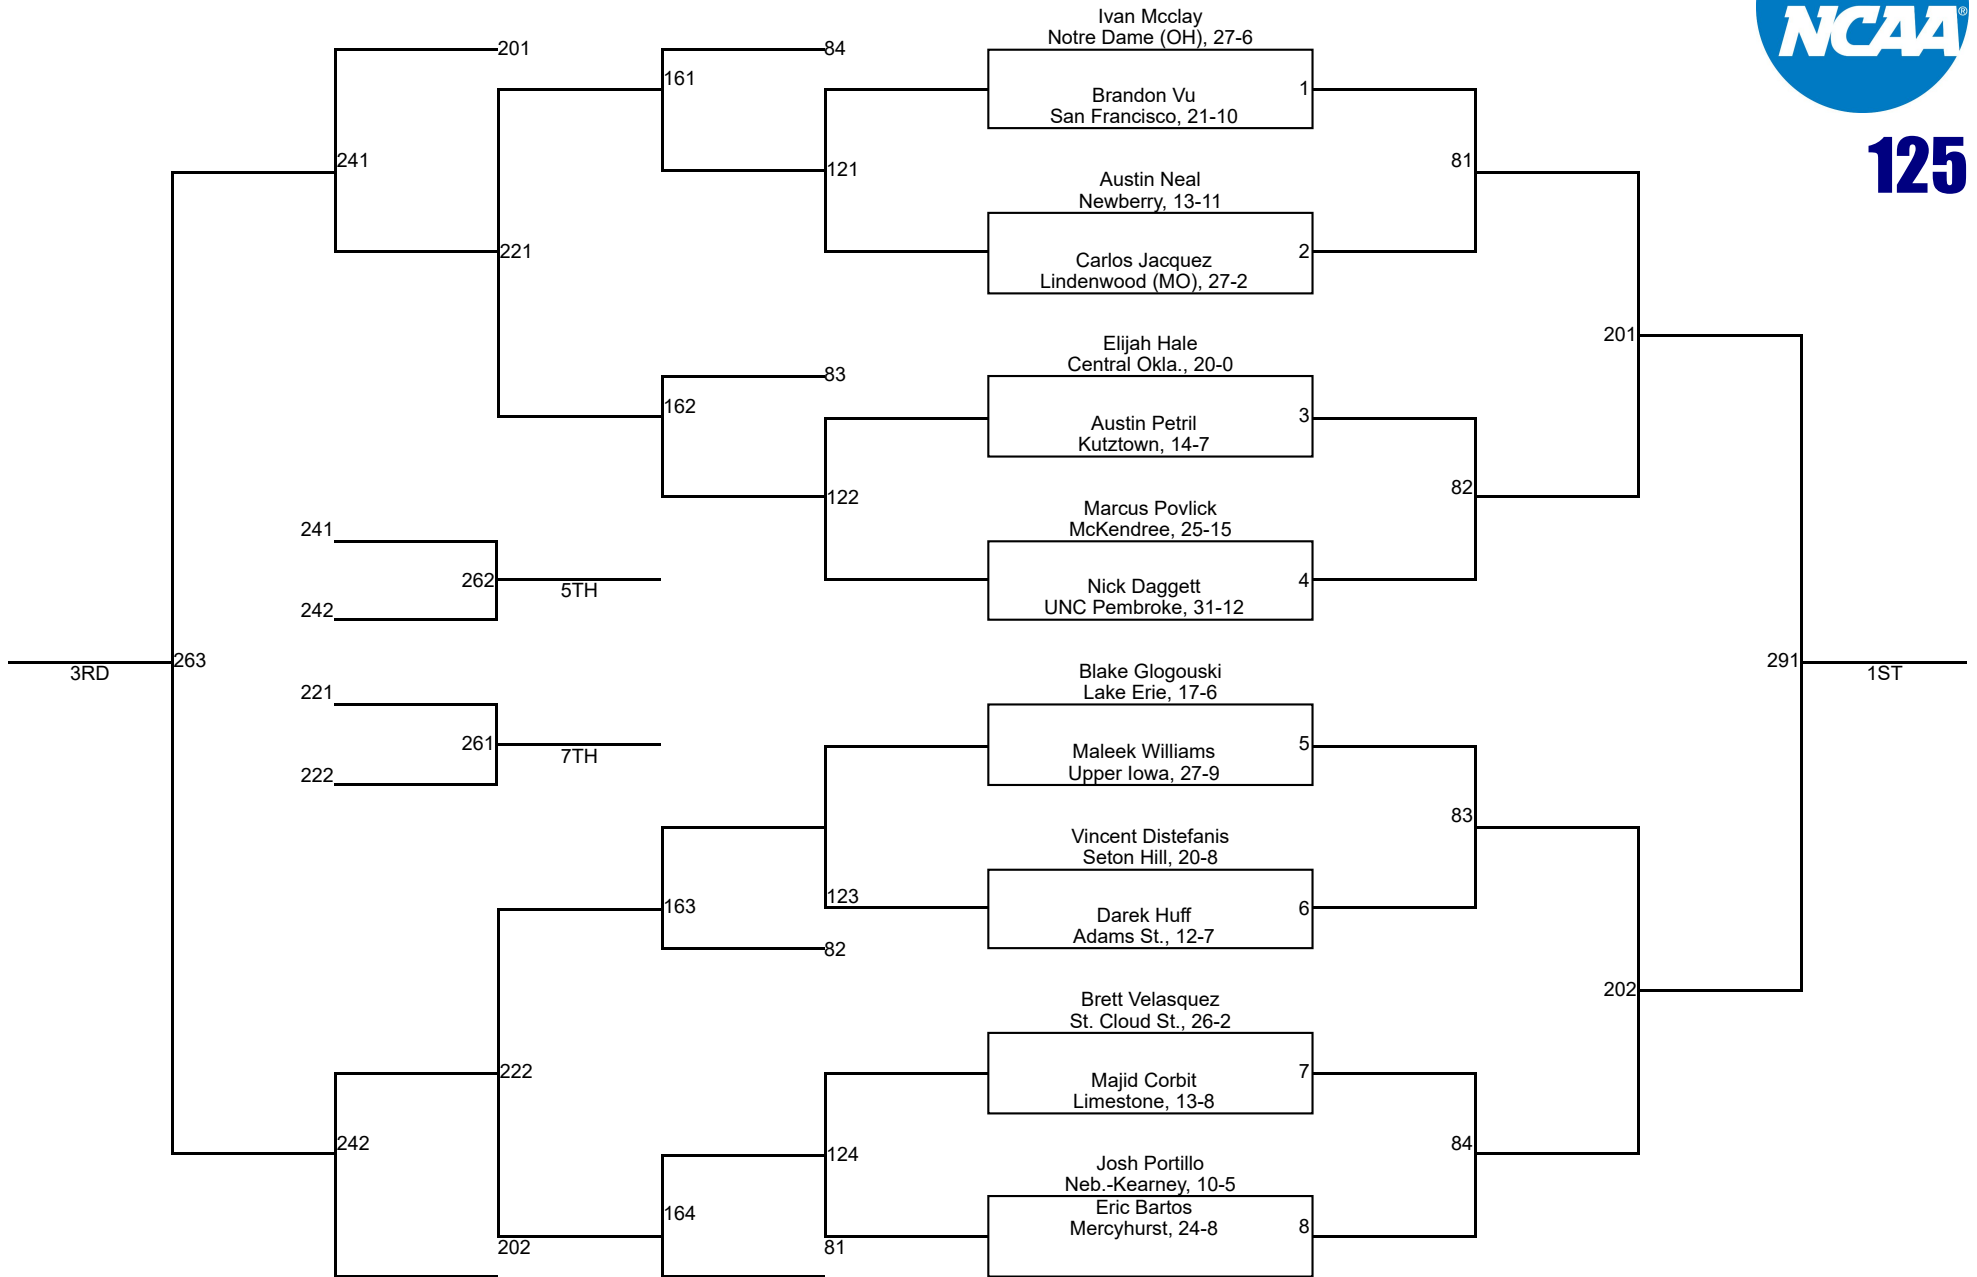 Ivan Mcclay
Notre Dame (OH), 27-6
NCAA®
201
84
161
Brandon Vu
1
San Francisco, 21-10
125
241
121
81
Austin Neal
Newberry, 13-11
221
2
Carlos Jacquez
Lindenwood (MO), 27-2
201
Elijah Hale
Central Okla., 20-0
83
162
3
Austin Petril
Kutztown, 14-7
122
82
Marcus Povlick
McKendree, 25-15
241
262
5TH
4
Nick Daggett
UNC Pembroke, 31-12
242
3RD
263
291
1ST
Blake Glogouski
Lake Erie, 17-6
221
261
7TH
5
Maleek Williams
Upper Iowa, 27-9
222
83
Vincent Distefanis
Seton Hill, 20-8
123
163
6
Darek Huff
Adams St., 12-7
82
202
Brett Velasquez
St. Cloud St., 26-2
222
7
Majid Corbit
Limestone, 13-8
242
124
84
Josh Portillo
Neb.-Kearney, 10-5
164
Eric Bartos
Mercyhurst, 24-8
8
202
81